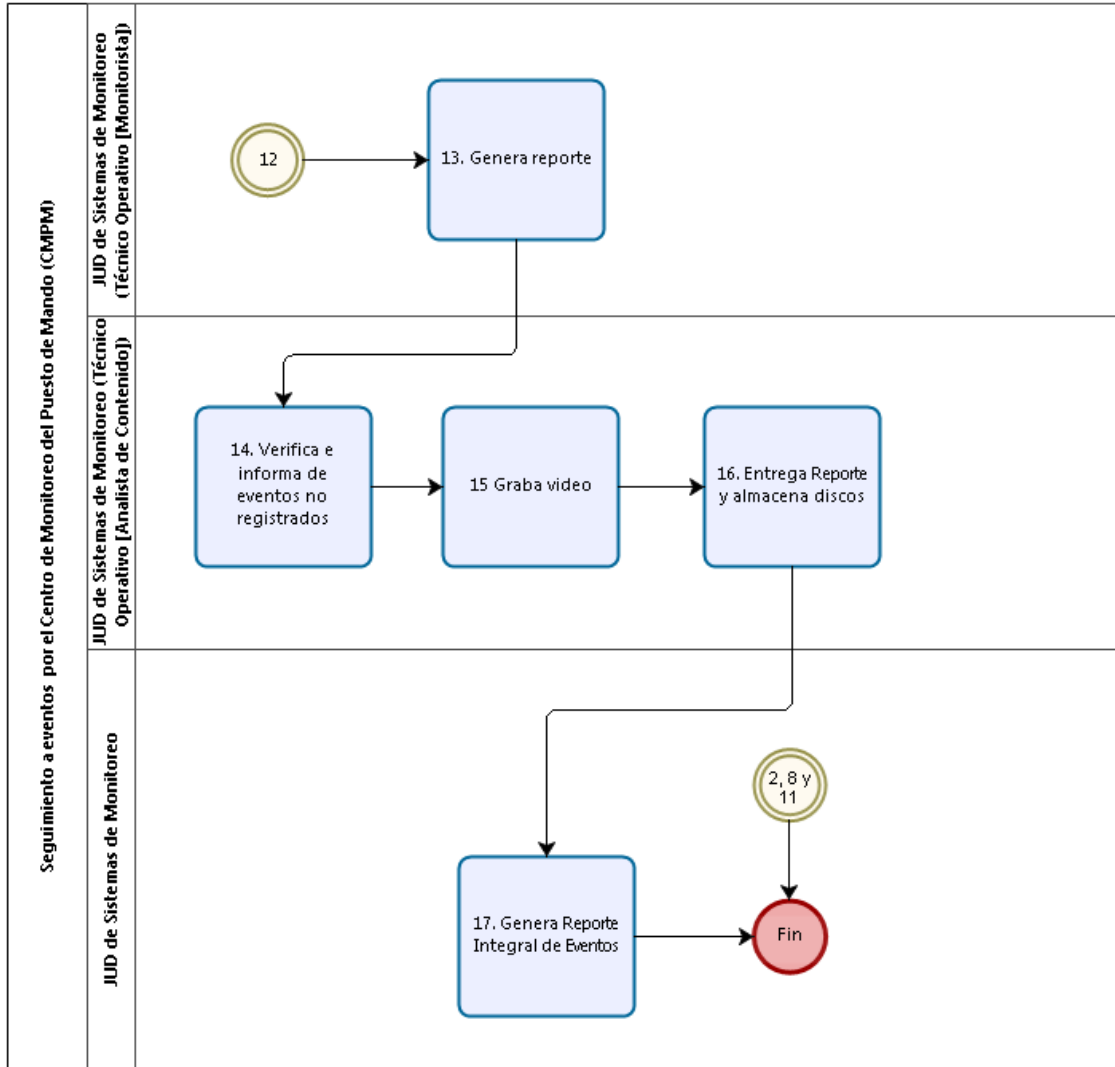 Seguimiento a eventos por el Centro de Monitoreo del Puesto de Mando (CMPM)
JUD de Sistemas de Monitoreo
(Técnico Operativo [Monitorista])
12
13. Genera reporte
JUD de Sistemas de Monitoreo (Técnico
Operativo [Analista de Contenido])
14. Verifica e
informa de
eventos no
registrados
15 Graba video
16. Entrega Reporte
y almacena discos
JUD de Sistemas de Monitoreo
2, 8 y
11
17. Genera Reporte
Integral de Eventos
Fin